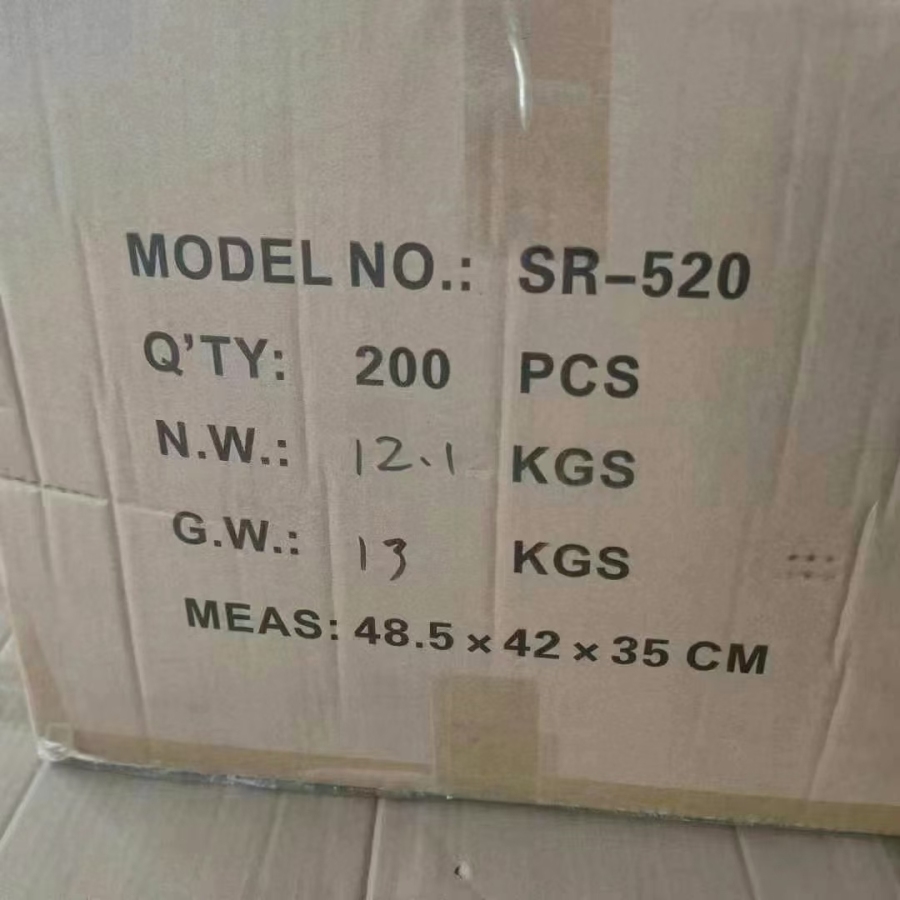 MODEL NO.: SR-520
Q'TY: 200 PCS
N.W.: 12.1 KGS
G.W.: 13 KGS
MEAS: 48.5 × 42 × 35 CM